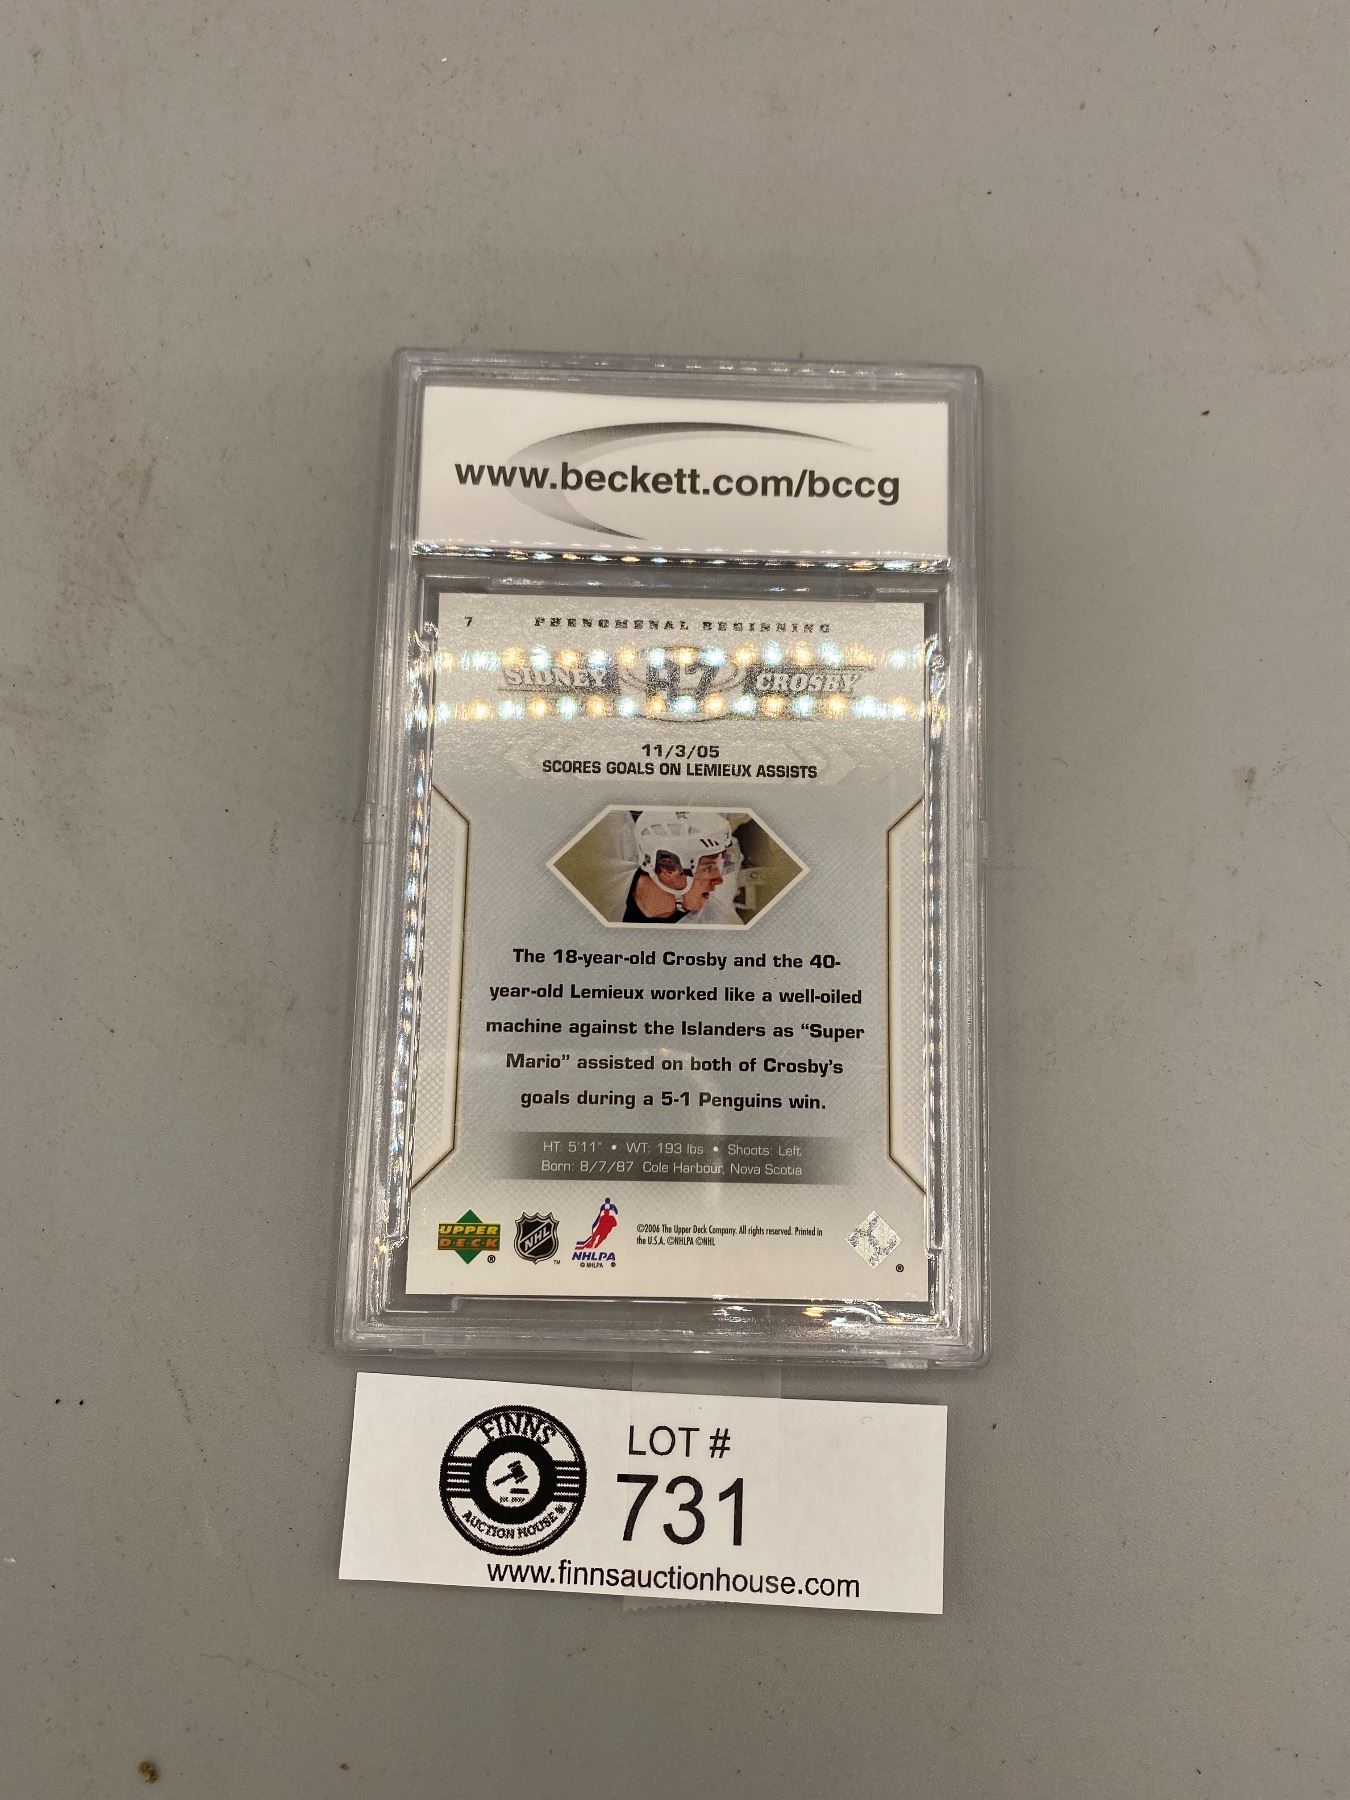 www.beckett.com/bccg
7 PHENOMENAL BEGINNING
SIDNEY CROSBY
11/3/05
SCORES GOALS ON LEMIEUX ASSISTS
The 18-year-old Crosby and the 40-
year-old Lemieux worked like a well-oiled
machine against the Islanders as “Super
Mario” assisted on both of Crosby’s
goals during a 5-1 Penguins win.
HT: 5'11" • WT: 193 lbs • Shoots: Left
Born: 8/7/87 Cole Harbour, Nova Scotia
UPPER
DECK ®
NHL ™
NHLPA
© NHLPA ®
©2006 The Upper Deck Company. All rights reserved. Printed in
the U.S.A. ©NHLPA ©NHL
®
FINNS
AUCTION HOUSE
LOT #
731
www.finnsauctionhouse.com